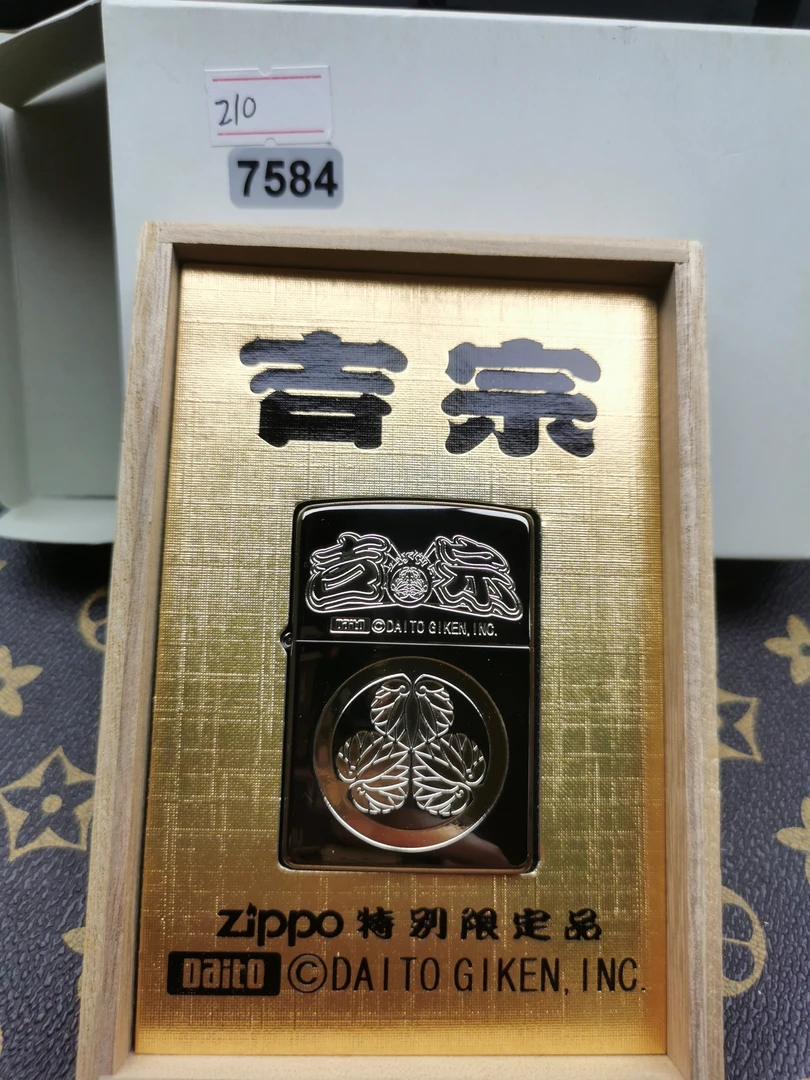 210
7584
吉宗
吉宗
Daito ©DAITO GIKEN, INC.
zippo 特別限定品
Daito ©DAITO GIKEN, INC.